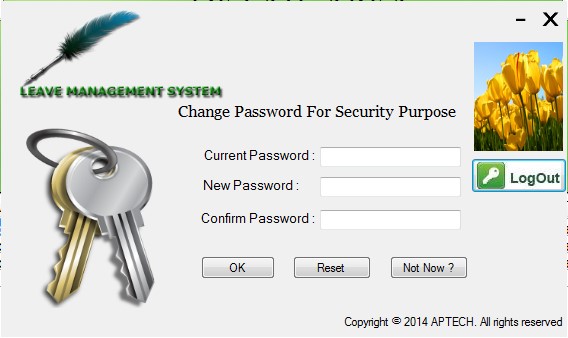 – X
LEAVE MANAGEMENT SYSTEM
Change Password For Security Purpose
Current Password :
New Password :
LogOut
Confirm Password :
OK Reset Not Now ?
Copyright © 2014 APTECH. All rights reserved